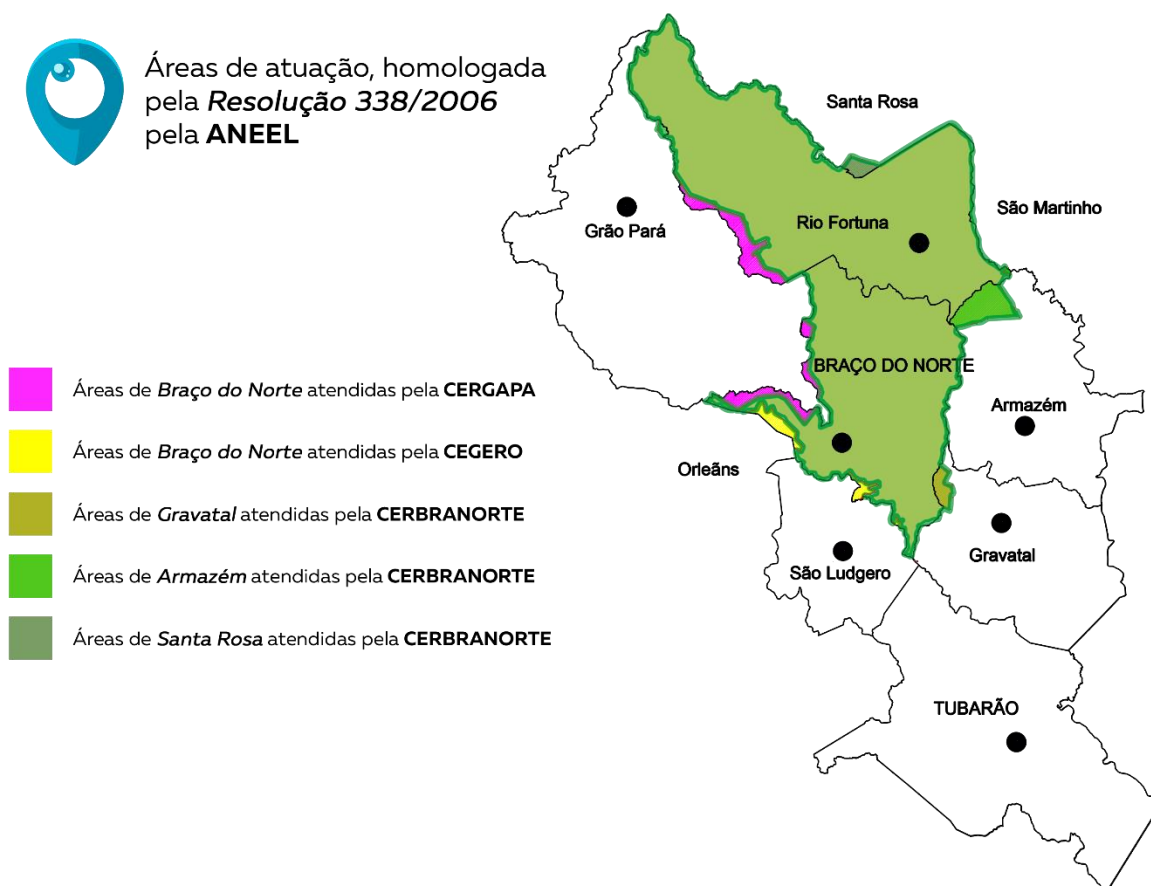 Áreas de atuação, homologada
pela Resolução 338/2006
pela ANEEL
Santa Rosa
São Martinho
Rio Fortuna
Grão Pará
BRAÇO DO NORTE
Armazém
Orleãns
Gravatal
São Ludgero
TUBARÃO
Áreas de Braço do Norte atendidas pela CERGAPA
Áreas de Braço do Norte atendidas pela CEGERO
Áreas de Gravatal atendidas pela CERBRANORTE
Áreas de Armazém atendidas pela CERBRANORTE
Áreas de Santa Rosa atendidas pela CERBRANORTE